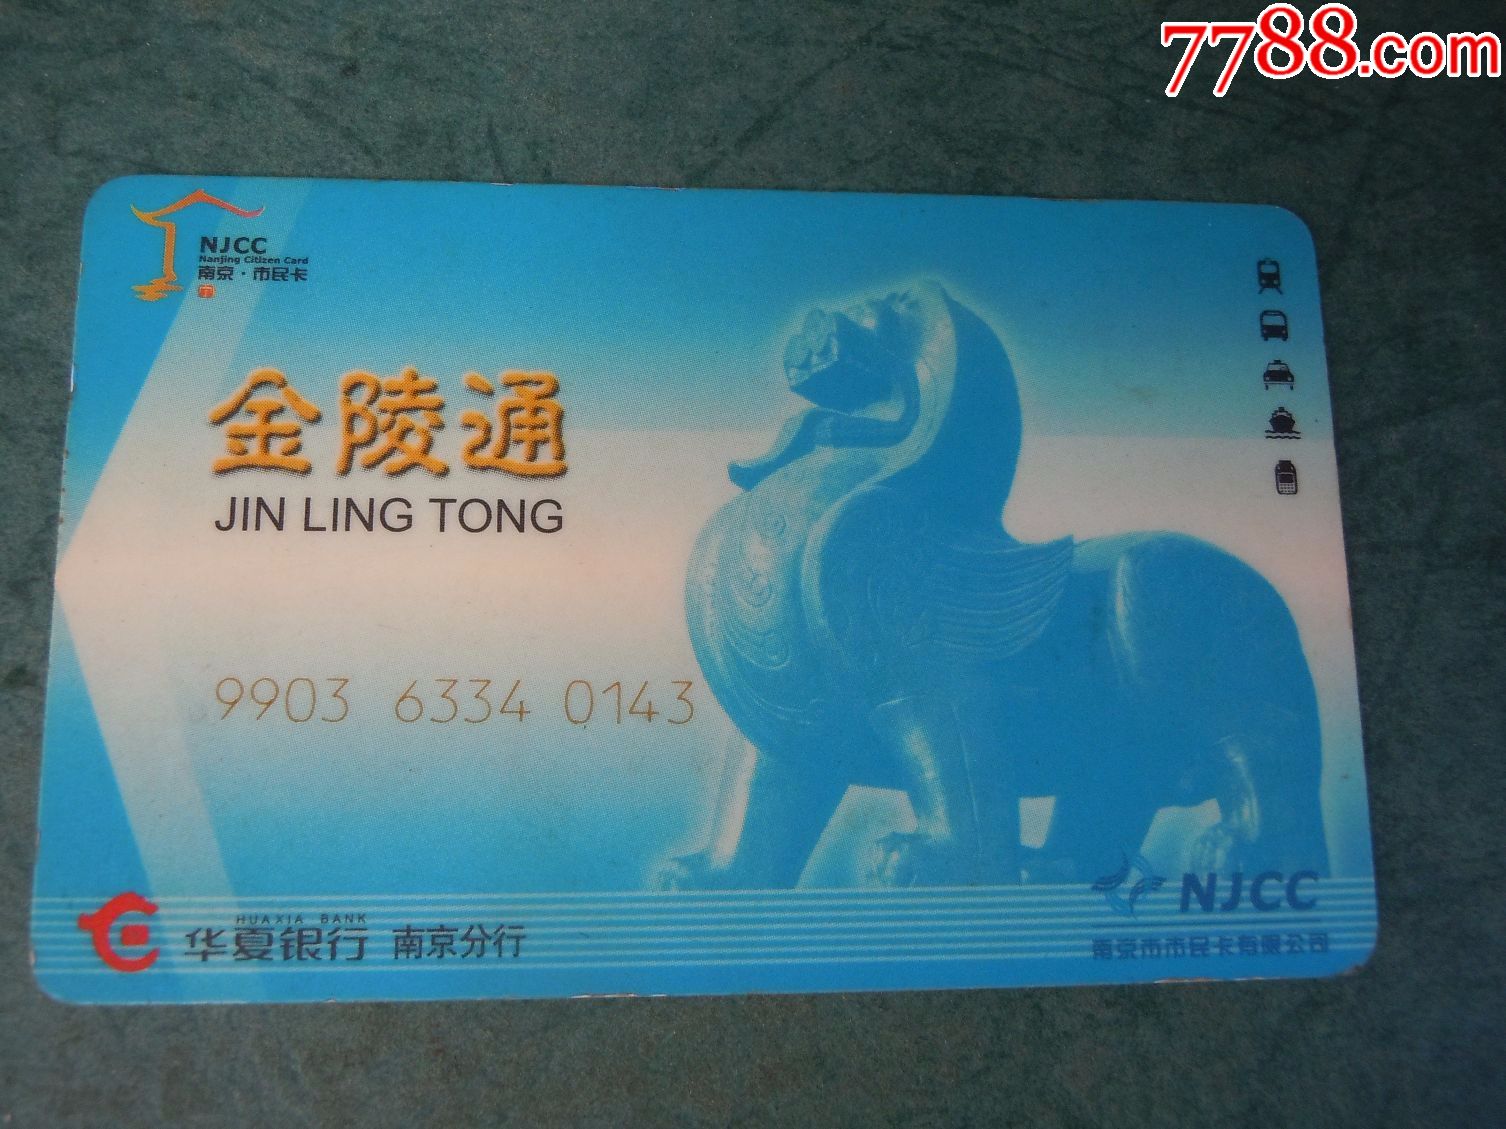 7788.com
NJCC
Nanjing Citizen Card
南京·市民卡
金陵通
JIN LING TONG
9903 6334 0143
HUAXIA BANK
华夏银行 南京分行
NJCC
南京市市民卡有限公司